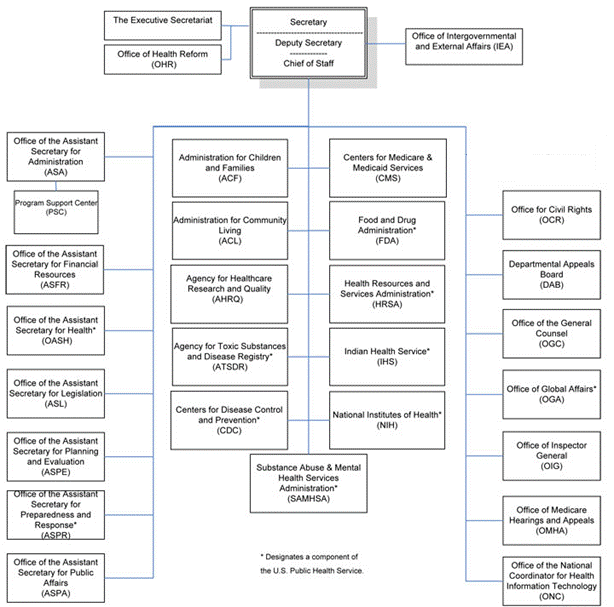 The Executive Secretariat
Office of Health Reform
(OHR)
Secretary
Deputy Secretary
Chief of Staff
Office of Intergovernmental
and External Affairs (IEA)
Office of the Assistant
Secretary for
Administration
(ASA)
Program Support Center
(PSC)
Office of the Assistant
Secretary for Financial
Resources
(ASFR)
Office of the Assistant
Secretary for Health*
(OASH)
Office of the Assistant
Secretary for Legislation
(ASL)
Office of the Assistant
Secretary for Planning
and Evaluation
(ASPE)
Office of the Assistant
Secretary for
Preparedness and
Response*
(ASPR)
Office of the Assistant
Secretary for Public
Affairs
(ASPA)
Administration for Children
and Families
(ACF)
Administration for Community
Living
(ACL)
Agency for Healthcare
Research and Quality
(AHRQ)
Agency for Toxic Substances
and Disease Registry*
(ATSDR)
Centers for Disease Control
and Prevention*
(CDC)
Centers for Medicare &
Medicaid Services
(CMS)
Food and Drug
Administration*
(FDA)
Health Resources and
Services Administration*
(HRSA)
Indian Health Service*
(IHS)
National Institutes of Health*
(NIH)
Substance Abuse & Mental
Health Services
Administration*
(SAMHSA)
Office for Civil Rights
(OCR)
Departmental Appeals
Board
(DAB)
Office of the General
Counsel
(OGC)
Office of Global Affairs*
(OGA)
Office of Inspector
General
(OIG)
Office of Medicare
Hearings and Appeals
(OMHA)
Office of the National
Coordinator for Health
Information Technology
(ONC)
* Designates a component of
the U.S. Public Health Service.